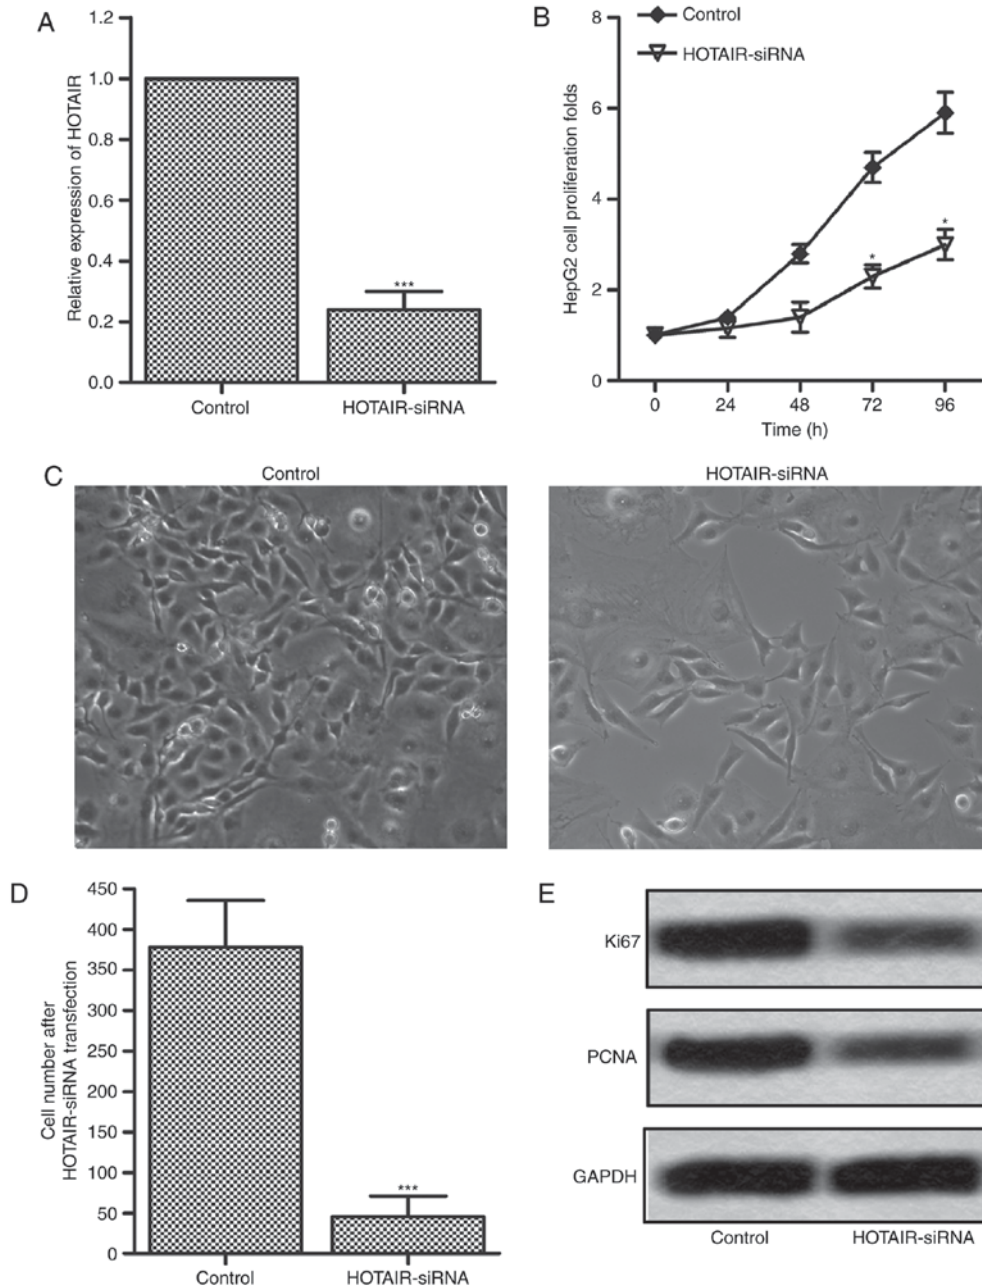 A
1.2
1.0
0.8
0.6
0.4
0.2
0.0
Relative expression of HOTAIR
***
Control
HOTAIR-siRNA
B
Control
HOTAIR-siRNA
8
6
4
2
0
HepG2 cell proliferation folds
*
*
0 24 48 72 96
Time (h)
C
Control
HOTAIR-siRNA
D
450
400
350
300
250
200
150
100
50
0
Cell number after
HOTAIR-siRNA transfection
***
Control
HOTAIR-siRNA
E
Ki67
PCNA
GAPDH
Control
HOTAIR-siRNA